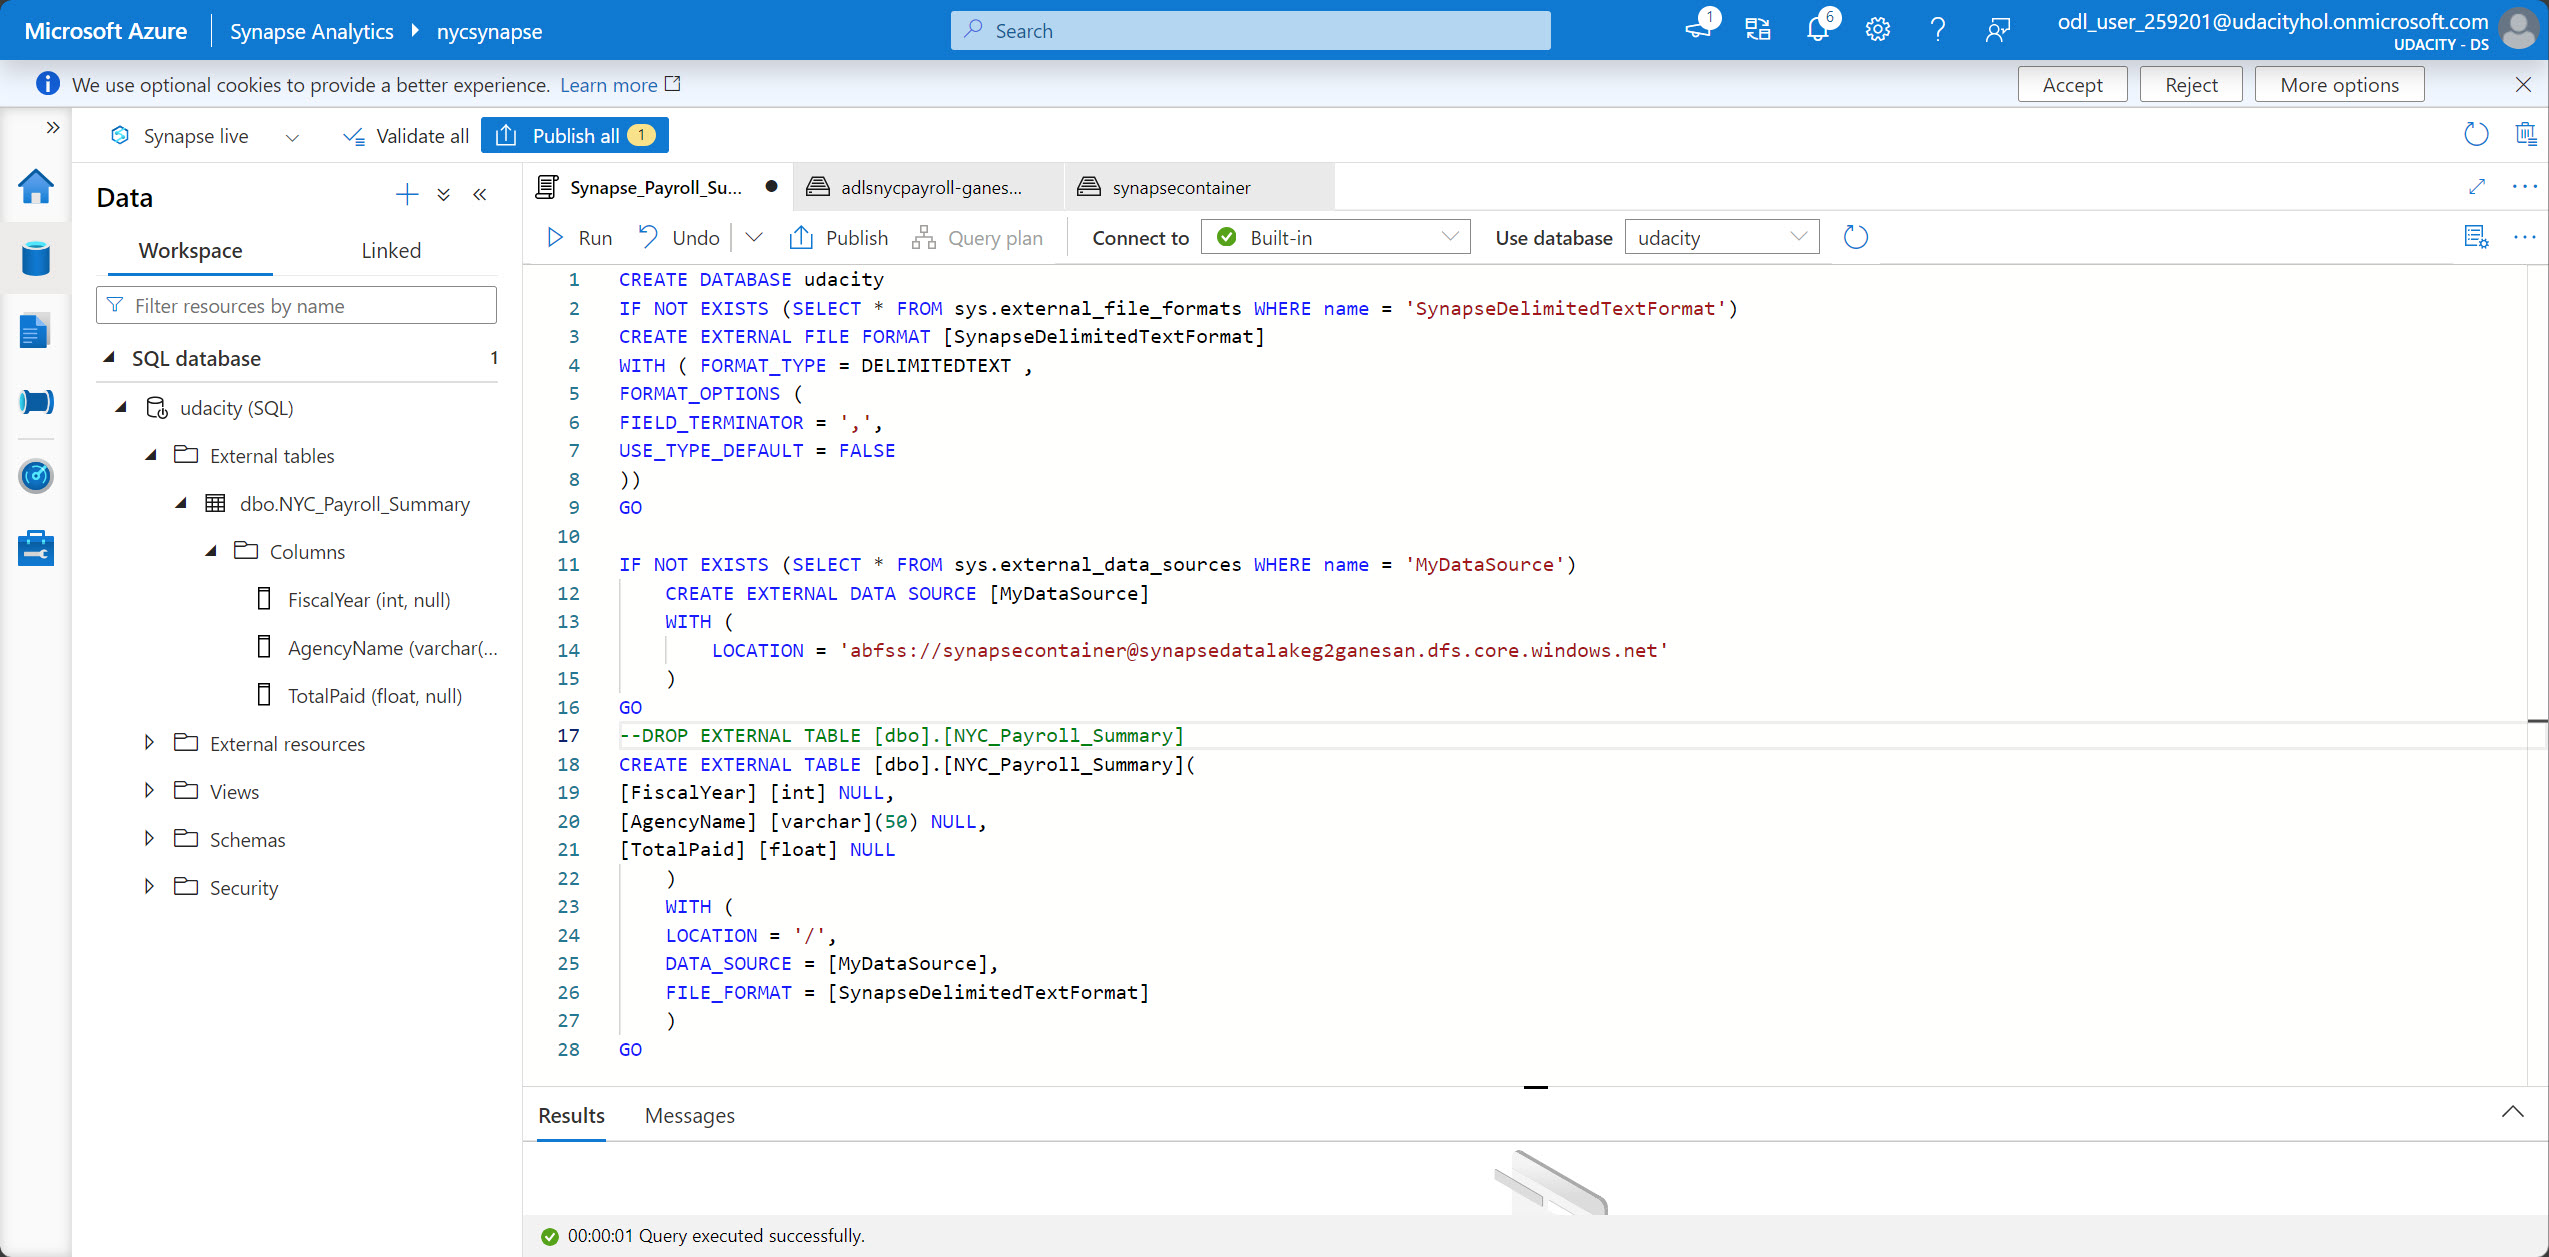 Microsoft Azure
Synapse Analytics
nycsynapse
Search
1
6
odl_user_259201@udacityhol.onmicrosoft.com
UDACITY - DS
We use optional cookies to provide a better experience. Learn more
Accept
Reject
More options
Synapse live
Validate all
Publish all 1
Data
Workspace
Linked
Filter resources by name
SQL database 1
udacity (SQL)
External tables
dbo.NYC_Payroll_Summary
Columns
FiscalYear (int, null)
AgencyName (varchar(...
TotalPaid (float, null)
External resources
Views
Schemas
Security
Synapse_Payroll_Su...
adlsnycpayroll-ganes...
synapsecontainer
Run
Undo
Publish
Query plan
Connect to
Built-in
Use database
udacity
1 CREATE DATABASE udacity
2 IF NOT EXISTS (SELECT * FROM sys.external_file_formats WHERE name = 'SynapseDelimitedTextFormat')
3 CREATE EXTERNAL FILE FORMAT [SynapseDelimitedTextFormat]
4 WITH ( FORMAT_TYPE = DELIMITEDTEXT ,
5 FORMAT_OPTIONS (
6 FIELD_TERMINATOR = ',',
7 USE_TYPE_DEFAULT = FALSE
8 ))
9 GO
10
11 IF NOT EXISTS (SELECT * FROM sys.external_data_sources WHERE name = 'MyDataSource')
12 CREATE EXTERNAL DATA SOURCE [MyDataSource]
13 WITH (
14 LOCATION = 'abfss://synapsecontainer@synapsedatalakeg2ganesan.dfs.core.windows.net'
15 )
16 GO
17 --DROP EXTERNAL TABLE [dbo].[NYC_Payroll_Summary]
18 CREATE EXTERNAL TABLE [dbo].[NYC_Payroll_Summary](
19 [FiscalYear] [int] NULL,
20 [AgencyName] [varchar](50) NULL,
21 [TotalPaid] [float] NULL
22 )
23 WITH (
24 LOCATION = '/',
25 DATA_SOURCE = [MyDataSource],
26 FILE_FORMAT = [SynapseDelimitedTextFormat]
27 )
28 GO
Results
Messages
00:00:01 Query executed successfully.